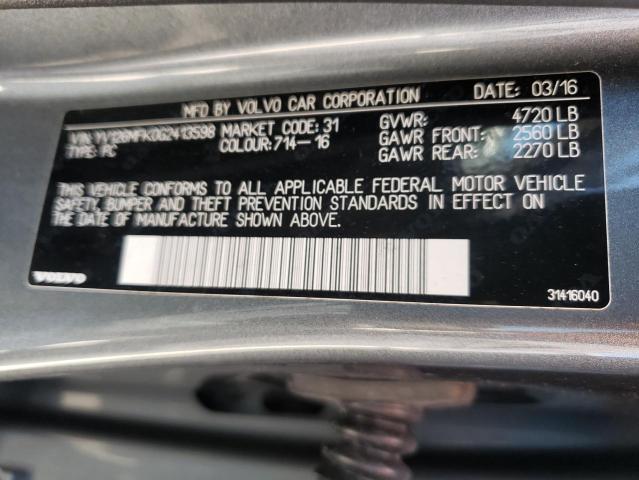 MFD BY VOLVO CAR CORPORATION DATE: 03/16
VIN: YV126MFK0G2413598 MARKET CODE: 31 GVWR: 4720 LB
TYPE: PC COLOUR: 714-16 GAWR FRONT: 2560 LB
GAWR REAR: 2270 LB
THIS VEHICLE CONFORMS TO ALL APPLICABLE FEDERAL MOTOR VEHICLE
SAFETY, BUMPER AND THEFT PREVENTION STANDARDS IN EFFECT ON
THE DATE OF MANUFACTURE SHOWN ABOVE.
VOLVO 31416040